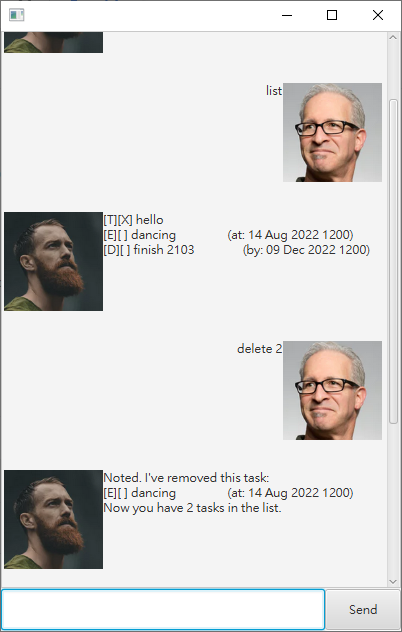 list
[T][X] hello
[E][ ] dancing (at: 14 Aug 2022 1200)
[D][ ] finish 2103 (by: 09 Dec 2022 1200)
delete 2
Noted. I've removed this task:
[E][ ] dancing (at: 14 Aug 2022 1200)
Now you have 2 tasks in the list.
Send